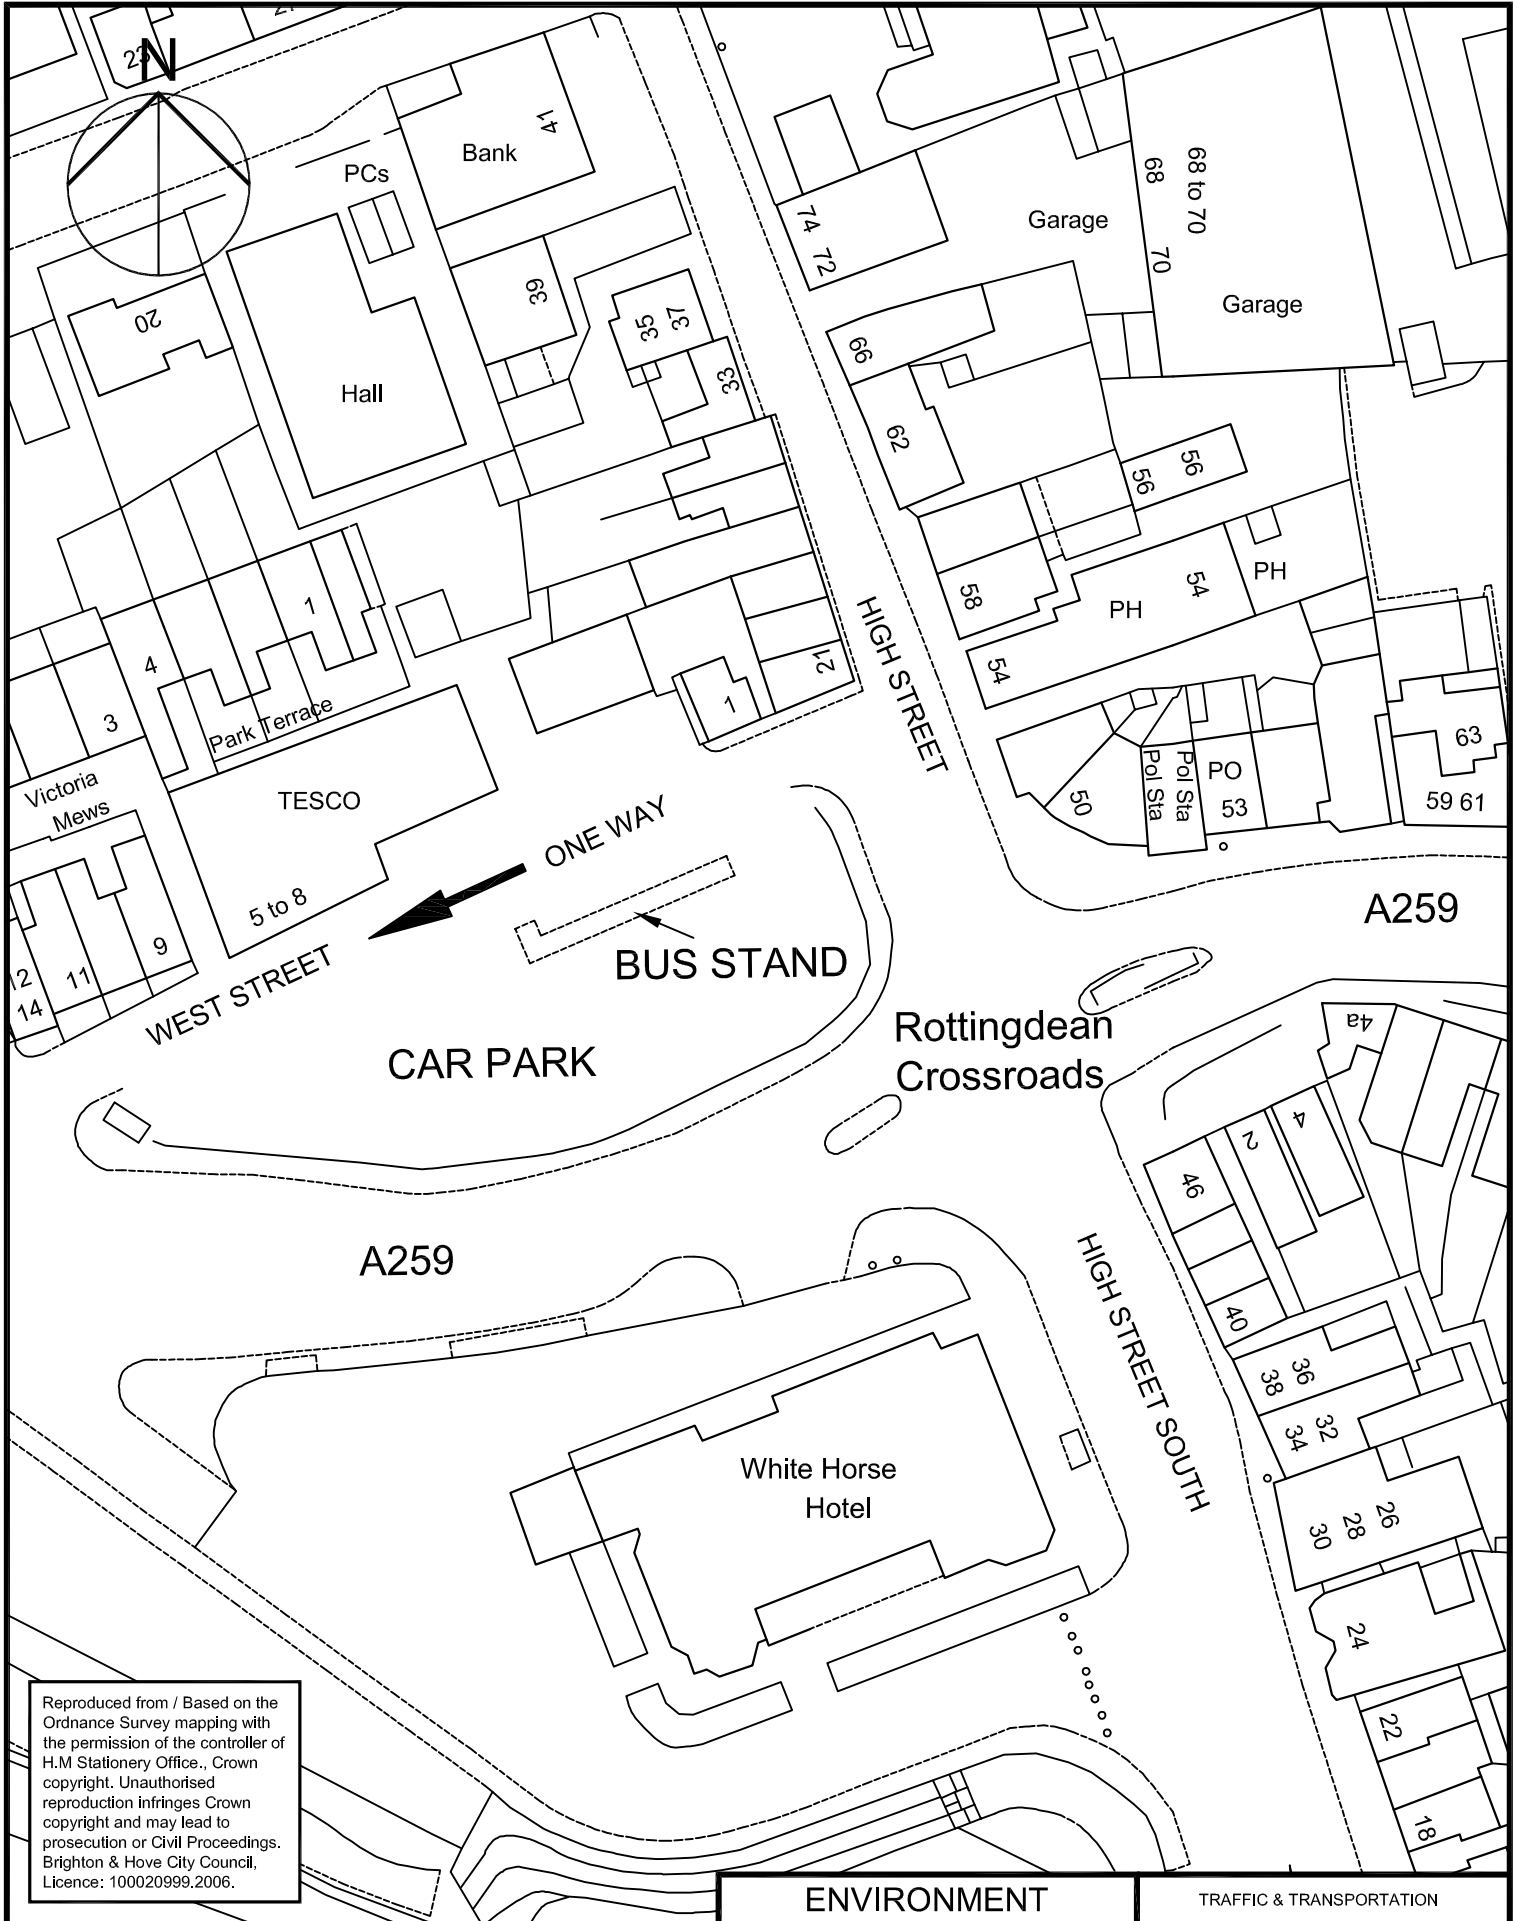 23
N
41
Bank
PCs
68
68 to 70
70
Garage
Garage
74
72
39
37
35
33
20
Hall
66
62
56
56
58
PH
54
PH
54
HIGH STREET
1
4
3
Park Terrace
Victoria
Mews
TESCO
1
21
50
Pol Sta
Pol Sta
PO
53
63
59 61
ONE WAY
5 to 8
9
11
12
14
WEST STREET
BUS STAND
A259
CAR PARK
Rottingdean
Crossroads
4a
2
4
46
40
A259
HIGH STREET SOUTH
38
36
34
32
30
28
26
24
22
18
White Horse
Hotel
Reproduced from / Based on the
Ordnance Survey mapping with
the permission of the controller of
H.M Stationery Office., Crown
copyright. Unauthorised
reproduction infringes Crown
copyright and may lead to
prosecution or Civil Proceedings.
Brighton & Hove City Council,
Licence: 100020999.2006.
ENVIRONMENT
TRAFFIC & TRANSPORTATION